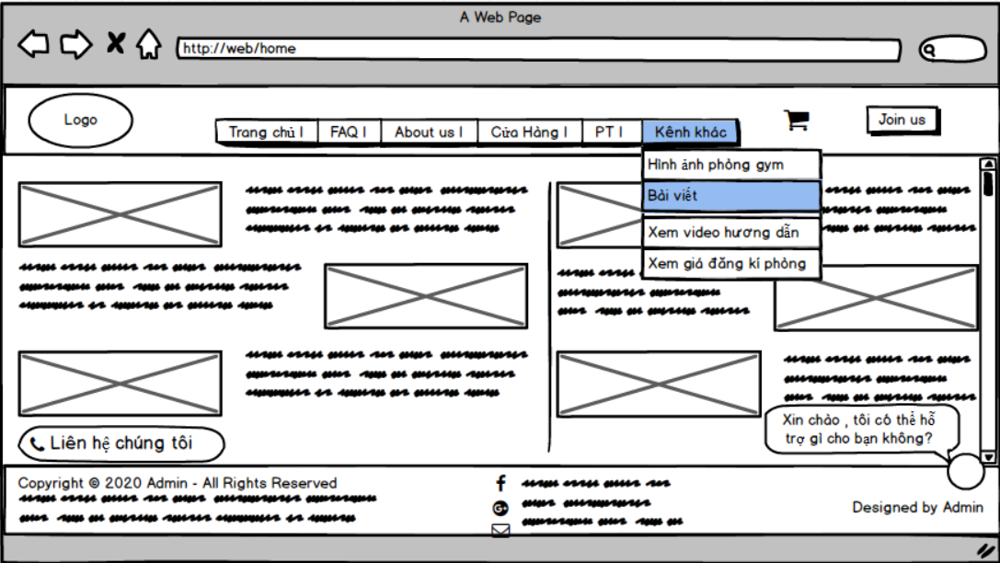 A Web Page
http://web/home
Logo
Trang chủ | FAQ | About us | Cửa Hàng | PT | Kênh khác
Join us
Hình ảnh phòng gym
Bài viết
Xem video hương dẫn
Xem giá đăng kí phòng
Xin chào , tôi có thể hỗ
trợ gì cho bạn không?
Liên hệ chúng tôi
Copyright © 2020 Admin - All Rights Reserved
Designed by Admin